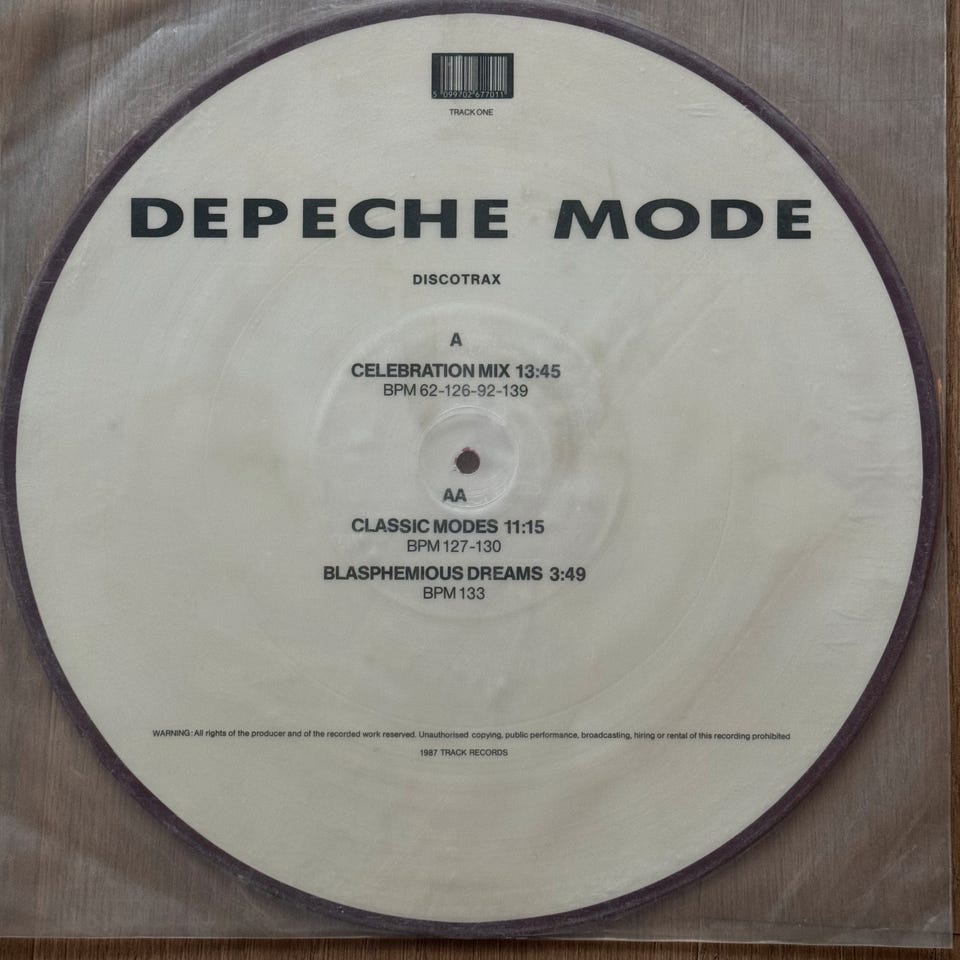 5 099702 677011
TRACK ONE
DEPECHE MODE
DISCOTRAX
A
CELEBRATION MIX 13:45
BPM 62-126-92-139
AA
CLASSIC MODES 11:15
BPM 127-130
BLASPHEMIOUS DREAMS 3:49
BPM 133
WARNING: All rights of the producer and of the recorded work reserved. Unauthorised copying, public performance, broadcasting, hiring or rental of this recording prohibited
1987 TRACK RECORDS